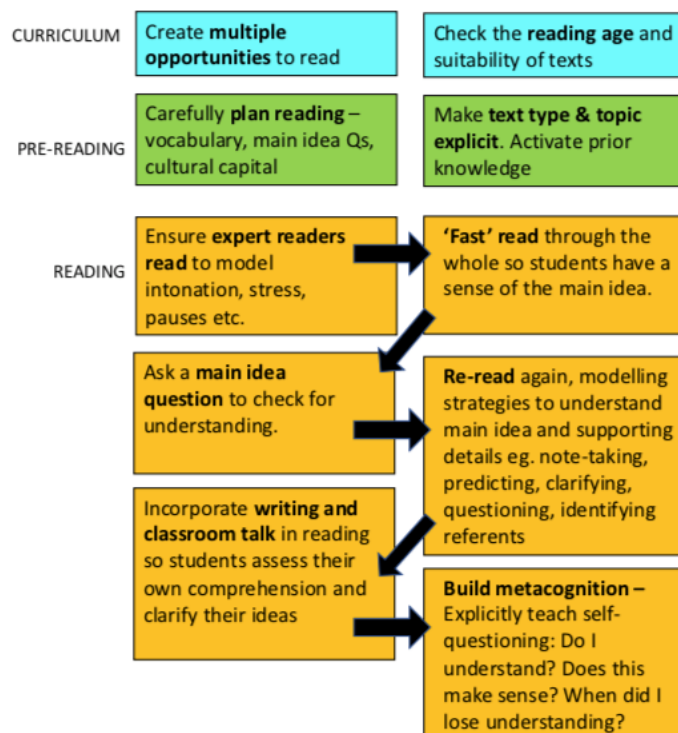 CURRICULUM
Create multiple
opportunities to read
Check the reading age and
suitability of texts
PRE-READING
Carefully plan reading –
vocabulary, main idea Qs,
cultural capital
Make text type & topic
explicit. Activate prior
knowledge
READING
Ensure expert readers
read to model
intonation, stress,
pauses etc.
‘Fast’ read through the
whole so students have a
sense of the main idea.
Ask a main idea
question to check for
understanding.
Re-read again, modelling
strategies to understand
main idea and supporting
details eg. note-taking,
predicting, clarifying,
questioning, identifying
referents
Incorporate writing and
classroom talk in reading
so students assess their
own comprehension and
clarify their ideas
Build metacognition –
Explicitly teach self-
questioning: Do I
understand? Does this
make sense? When did I
lose understanding?